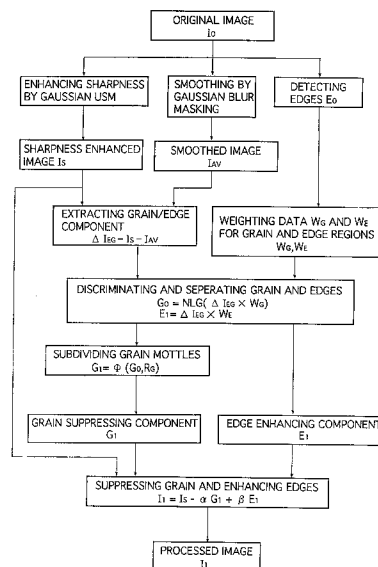 ORIGINAL IMAGE
I0
ENHANCING SHARPNESS
BY GAUSSIAN USM
SMOOTHING BY
GAUSSIAN BLUR
MASKING
DETECTING
EDGES E0
SHARPNESS ENHANCED
IMAGE IS
SMOOTHED IMAGE
IAV
EXTRACTING GRAIN/EDGE
COMPONENT
Δ IEG - IS - IAV
WEIGHTING DATA WG AND WE
FOR GRAIN AND EDGE REGIONS
WG,WE
DISCRIMINATING AND SEPERATING GRAIN AND EDGES
G0 = NLG( Δ IEG × WG)
E1 = Δ IEG × WE
SUBDIVIDING GRAIN MOTTLES
G1= Φ (G0,RG)
GRAIN SUPPRESSING COMPONENT
G1
EDGE ENHANCING COMPONENT
E1
SUPPRESSING GRAIN AND ENHANCING EDGES
I1 = IS - α G1 + β E1
PROCESSED IMAGE
I1